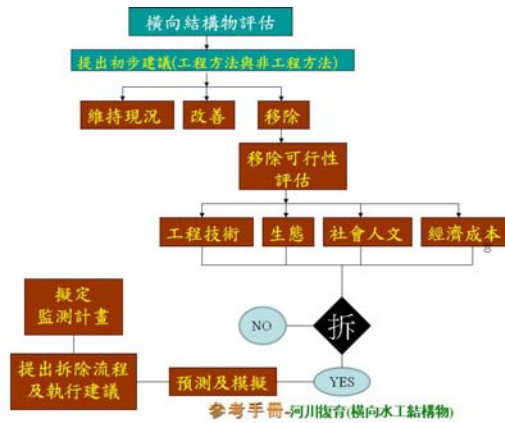 橫向結構物評估
提出初步建議(工程方法與非工程方法)
維持現況
改善
移除
移除可行性
評估
工程技術
生態
社會人文
經濟成本
拆
NO
YES
預測及模擬
提出拆除流程
及執行建議
擬定
監測計畫
參考手冊-河川復育(橫向水工結構物)